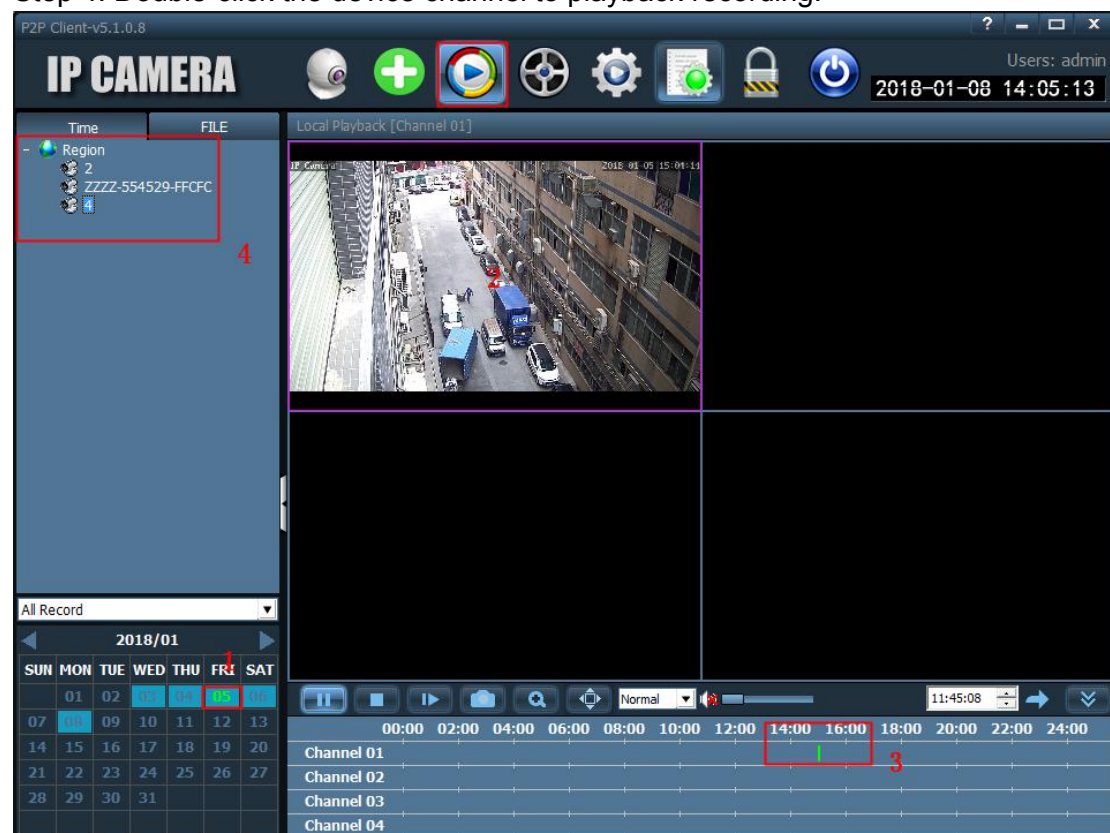 Step 4: Double-click the device channel to playback recording.
P2P Client-v5.1.0.8
? – □ x
IP CAMERA
Users: admin
2018-01-08 14:05:13
Time FILE
Local Playback [Channel 01]
Region
2
ZZZZ-554529-FFCFC
4
4
IP Camera
2018-01-05 15:01:14
2
All Record
2018/01
1
SUN MON TUE WED THU FRI SAT
01 02 03 04 05 06
07 08 09 10 11 12 13
14 15 16 17 18 19 20
21 22 23 24 25 26 27
28 29 30 31
Normal
11:45:08
00:00 02:00 04:00 06:00 08:00 10:00 12:00 14:00 16:00 18:00 20:00 22:00 24:00
Channel 01
3
Channel 02
Channel 03
Channel 04